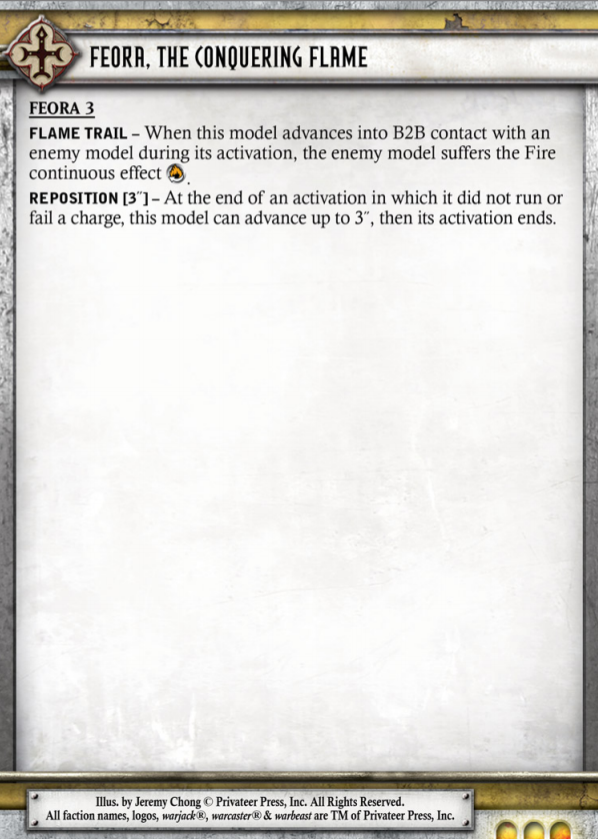 FEORA, THE CONQUERING FLAME
FEORA 3
FLAME TRAIL – When this model advances into B2B contact with an
enemy model during its activation, the enemy model suffers the Fire
continuous effect .
REPOSITION [3˝] – At the end of an activation in which it did not run or
fail a charge, this model can advance up to 3˝, then its activation ends.
Illus. by Jeremy Chong © Privateer Press, Inc. All Rights Reserved.
All faction names, logos, warjack®, warcaster® & warbeast are TM of Privateer Press, Inc.